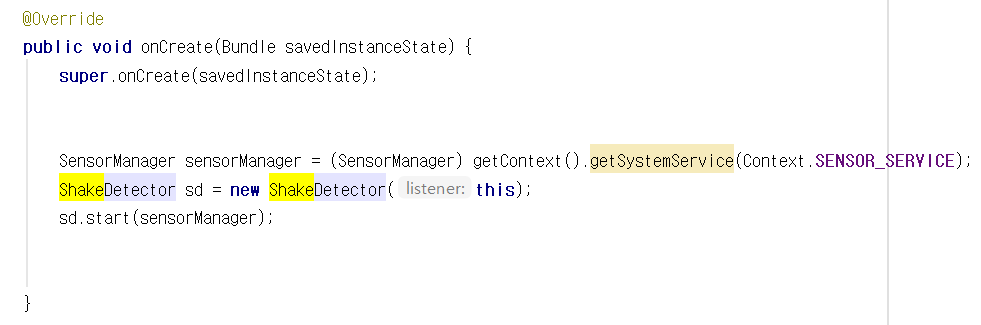 @Override
public void onCreate(Bundle savedInstanceState) {
super.onCreate(savedInstanceState);
SensorManager sensorManager = (SensorManager) getContext().getSystemService(Context.SENSOR_SERVICE);
ShakeDetector sd = new ShakeDetector( listener: this);
sd.start(sensorManager);
}